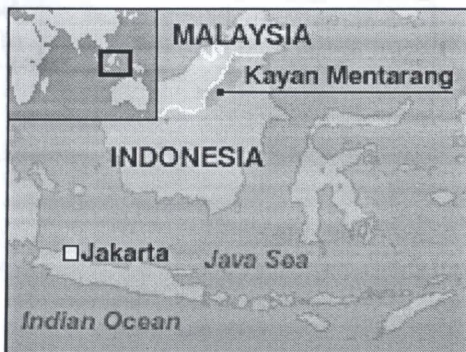 MALAYSIA
Kayan Mentarang
INDONESIA
Jakarta
Java Sea
Indian Ocean